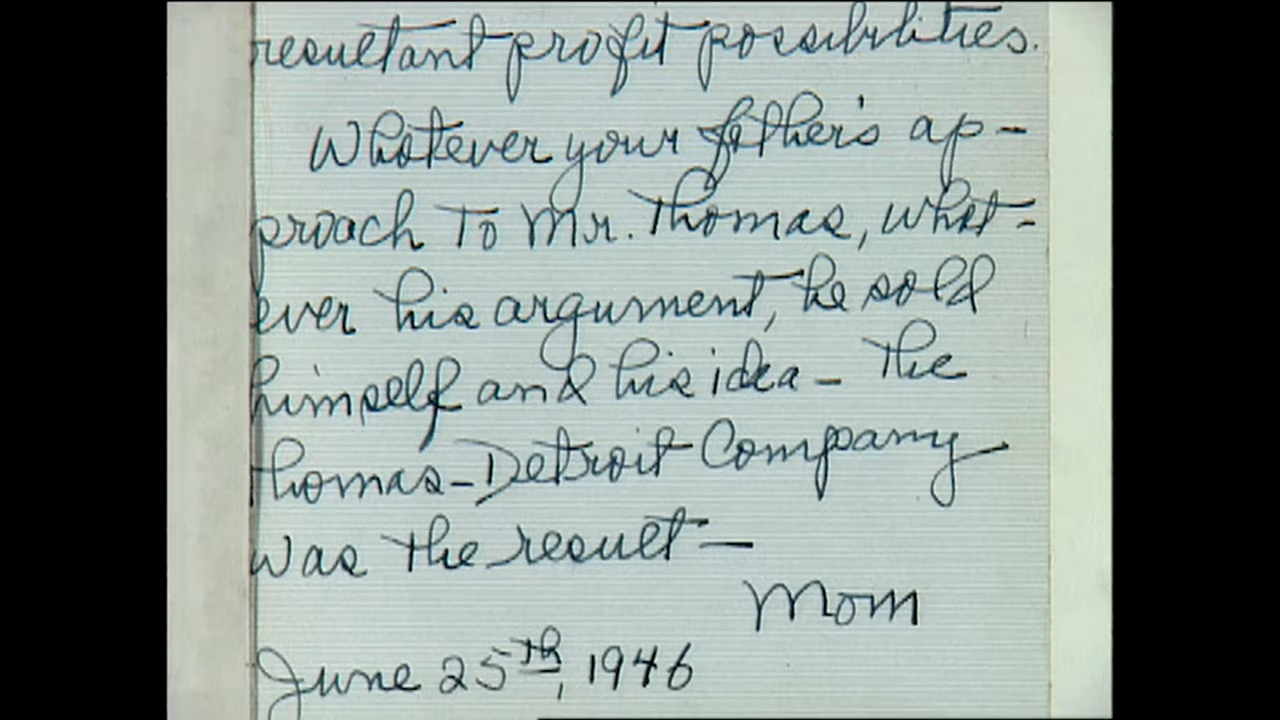 resultant profit possibilities.
Whatever your father's ap-
proach to Mr. Thomas, what-
ever his argument, he sold
himself and his idea - the
Thomas-Detroit Company
was the result -
Mom
June 25th, 1946